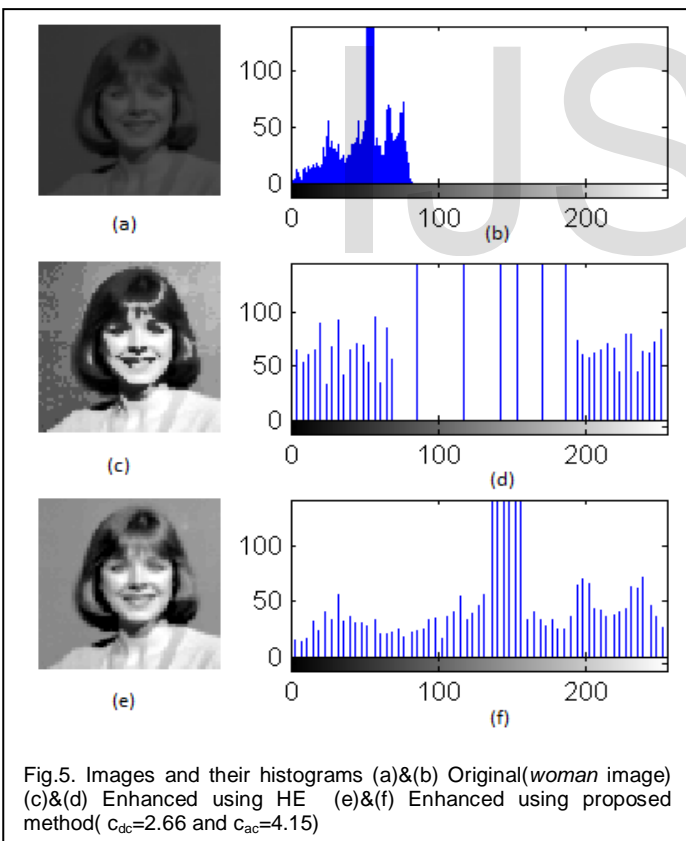 IJS
100
50
0
0 100 200
(a)
(b)
100
50
0
0 100 200
(c)
(d)
100
50
0
0 100 200
(e)
(f)
Fig.5. Images and their histograms (a)&(b) Original(woman image)
(c)&(d) Enhanced using HE (e)&(f) Enhanced using proposed
method( cdc=2.66 and cac=4.15)